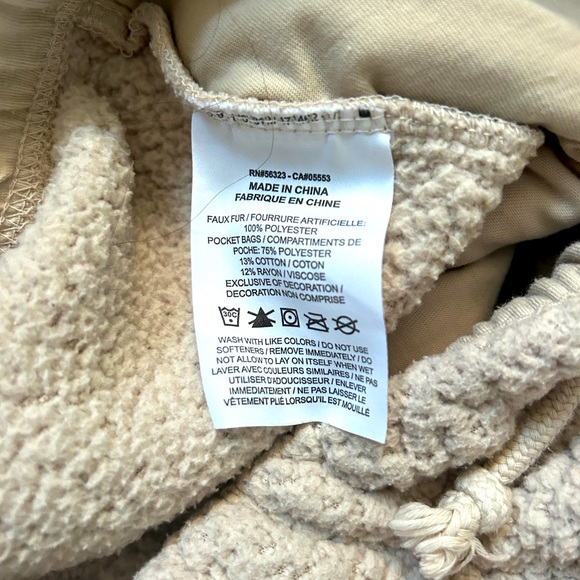 RN#56323 - CA#05553
MADE IN CHINA
FABRIQUE EN CHINE
FAUX FUR / FOURRURE ARTIFICIELLE:
100% POLYESTER
POCKET BAGS / COMPARTIMENTS DE
POCHE: 75% POLYESTER
13% COTTON / COTON
12% RAYON / VISCOSE
EXCLUSIVE OF DECORATION /
DECORATION NON COMPRISE
30C
WASH WITH LIKE COLORS / DO NOT USE
SOFTENERS / REMOVE IMMEDIATELY / DO
NOT ALLOW TO LAY ON ITSELF WHEN WET
LAVER AVEC COULEURS SIMILAIRES / NE PAS
UTILISER D'ADOUCISSEUR / ENLEVER
IMMEDIATEMENT / NE PAS LAISSER LE
VÊTEMENT PLIÉ LORSQU'IL EST MOUILLÉ